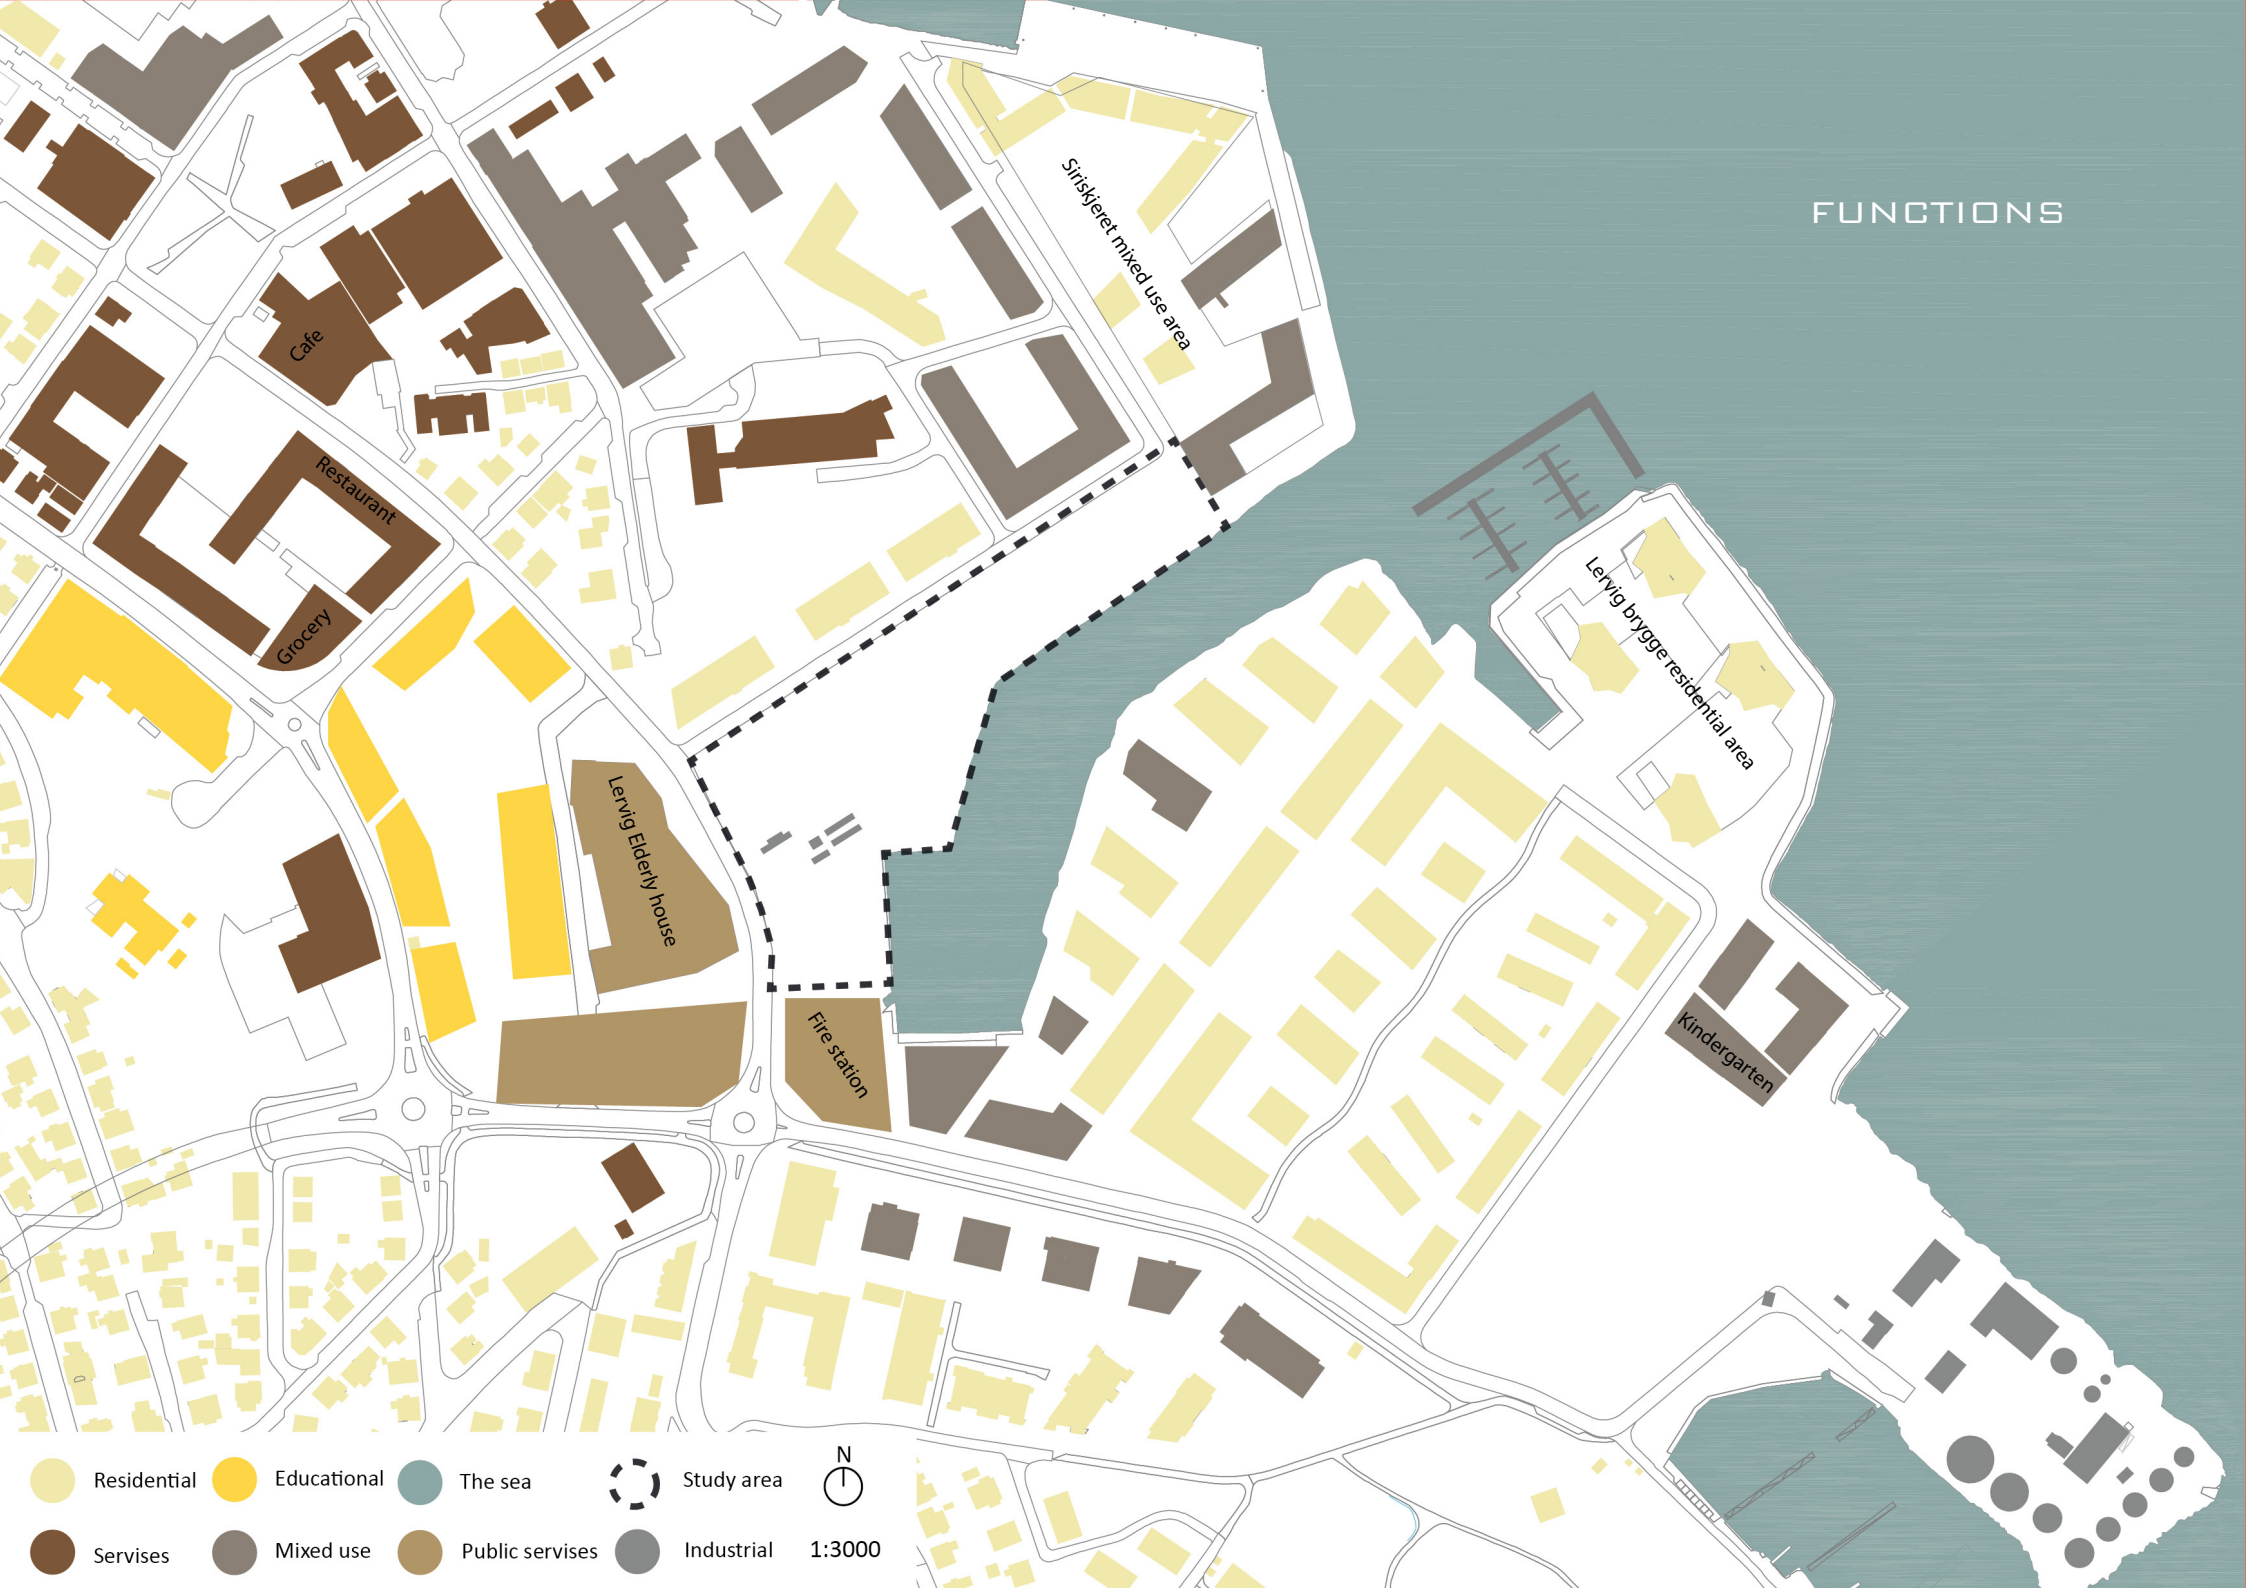 FUNCTIONS
Siriskjeret mixed use area
Cafe
Restaurant
Grocery
Lervig brygge residential area
Lervig Elderly house
Fire station
Kindergarten
Residential
Educational
The sea
Study area
N
Servises
Mixed use
Public servises
Industrial
1:3000